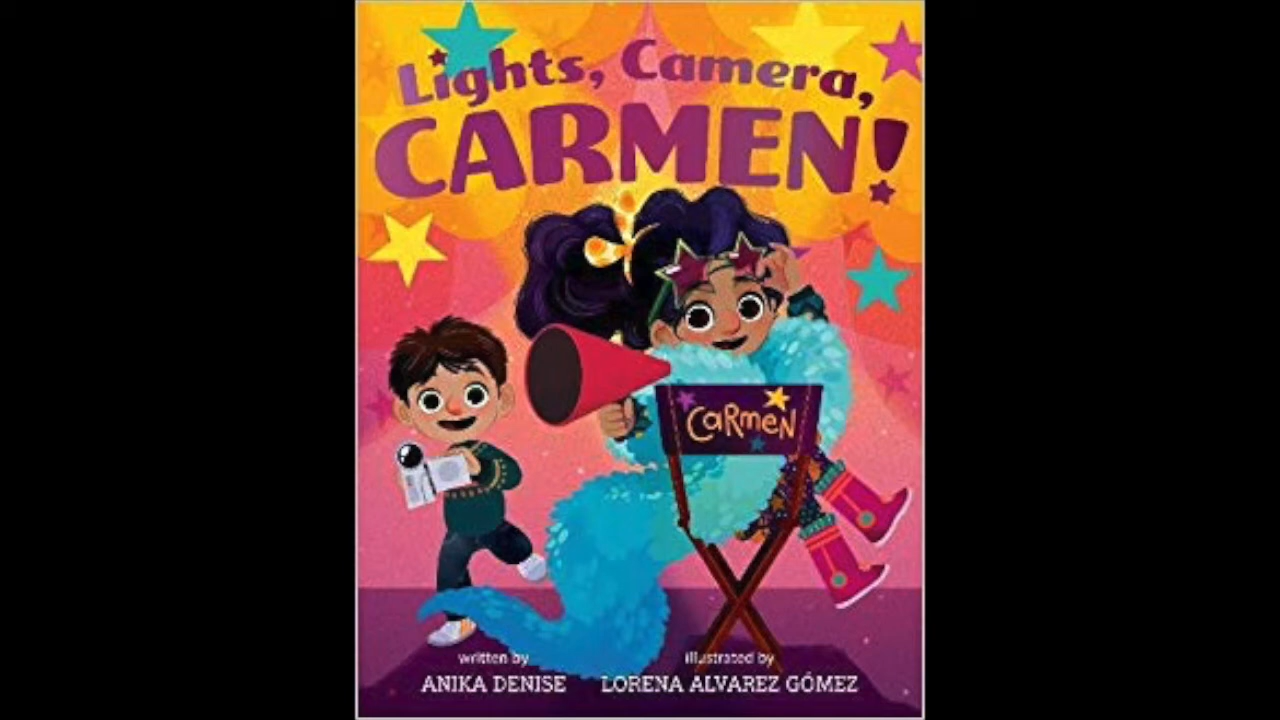 Lights, Camera,
CARMEN!
CaRmeN
written by
ANIKA DENISE
illustrated by
LORENA ALVAREZ GÓMEZ